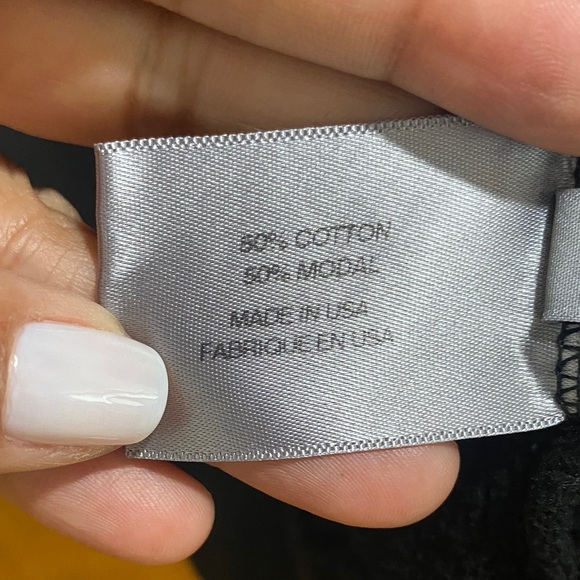 50% COTTON
50% MODAL
MADE IN USA
FABRIQUE EN USA